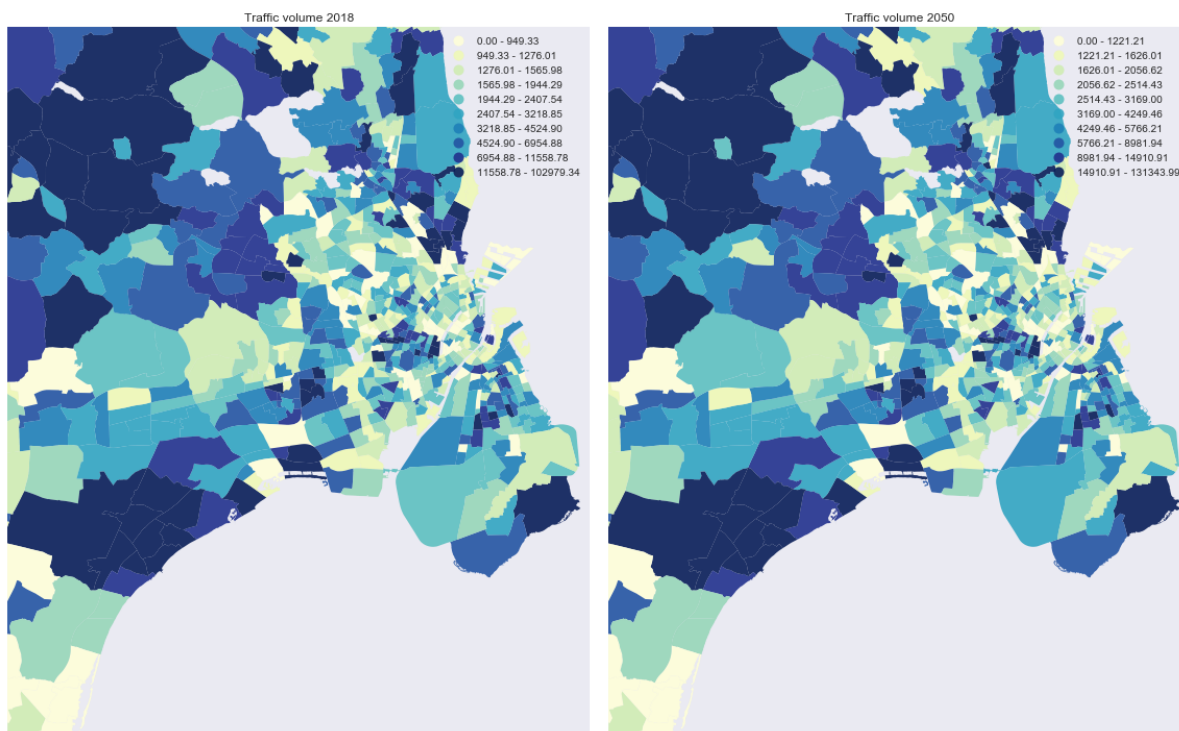 Traffic volume 2018
0.00 - 949.33
949.33 - 1276.01
1276.01 - 1565.98
1565.98 - 1944.29
1944.29 - 2407.54
2407.54 - 3218.85
3218.85 - 4524.90
4524.90 - 6954.88
6954.88 - 11558.78
11558.78 - 102979.34
Traffic volume 2050
0.00 - 1221.21
1221.21 - 1626.01
1626.01 - 2056.62
2056.62 - 2514.43
2514.43 - 3169.00
3169.00 - 4249.46
4249.46 - 5766.21
5766.21 - 8981.94
8981.94 - 14910.91
14910.91 - 131343.99